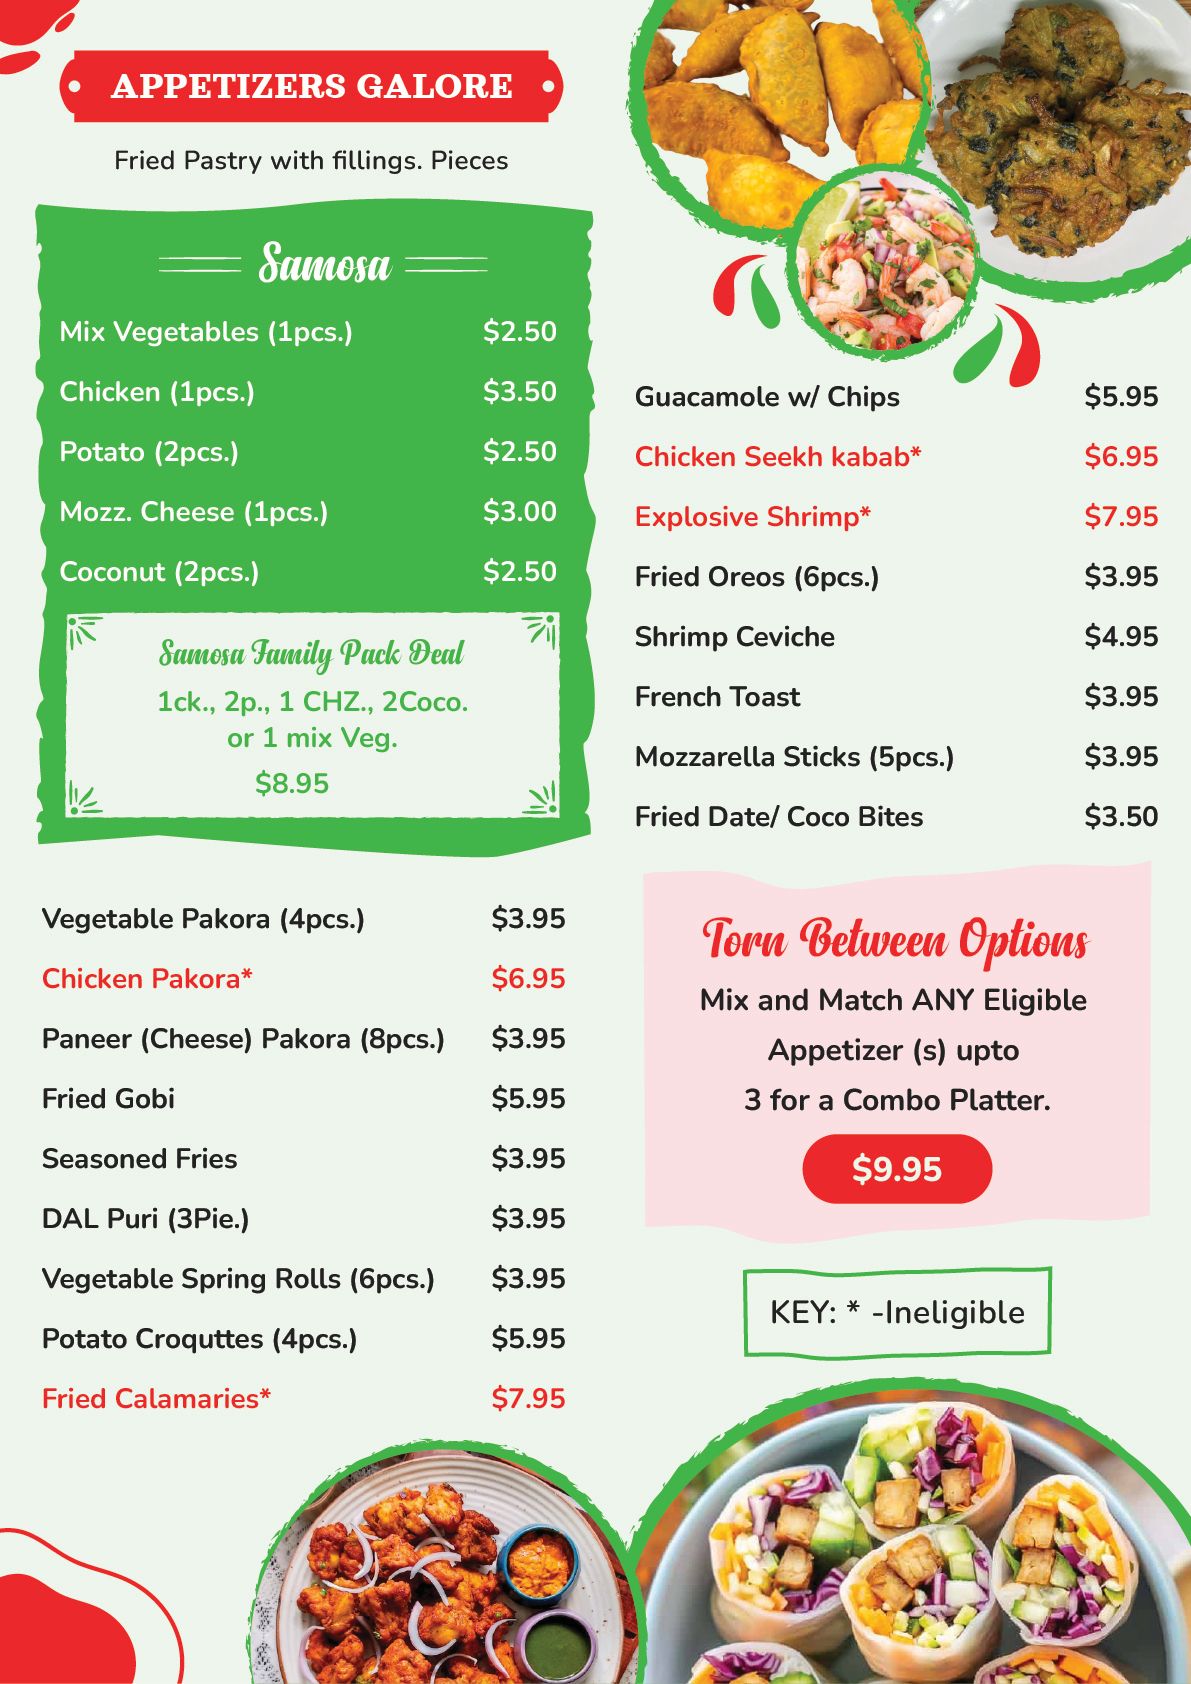 APPETIZERS GALORE
Fried Pastry with fillings. Pieces
Samosa
Mix Vegetables (1pcs.) $2.50
Chicken (1pcs.) $3.50
Potato (2pcs.) $2.50
Mozz. Cheese (1pcs.) $3.00
Coconut (2pcs.) $2.50
Samosa Family Pack Deal
1ck., 2p., 1 CHZ., 2Coco.
or 1 mix Veg.
$8.95
Vegetable Pakora (4pcs.) $3.95
Chicken Pakora* $6.95
Paneer (Cheese) Pakora (8pcs.) $3.95
Fried Gobi $5.95
Seasoned Fries $3.95
DAL Puri (3Pie.) $3.95
Vegetable Spring Rolls (6pcs.) $3.95
Potato Croquttes (4pcs.) $5.95
Fried Calamaries* $7.95
Guacamole w/ Chips $5.95
Chicken Seekh kabab* $6.95
Explosive Shrimp* $7.95
Fried Oreos (6pcs.) $3.95
Shrimp Ceviche $4.95
French Toast $3.95
Mozzarella Sticks (5pcs.) $3.95
Fried Date/ Coco Bites $3.50
Torn Between Options
Mix and Match ANY Eligible
Appetizer (s) upto
3 for a Combo Platter.
$9.95
KEY: * -Ineligible